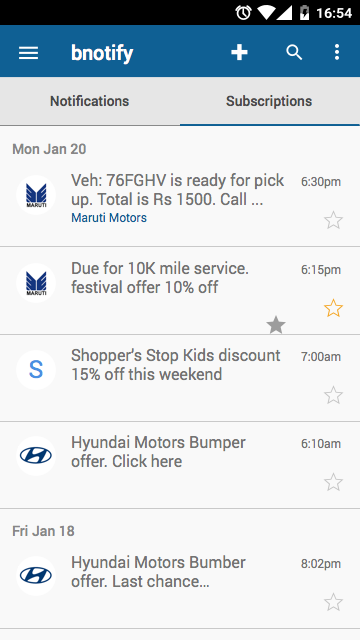 16:54
bnotify
Notifications
Subscriptions
Mon Jan 20
Veh: 76FGHV is ready for pick
up. Total is Rs 1500. Call ...
6:30pm
MARUTI
Maruti Motors
Due for 10K mile service.
festival offer 10% off
6:15pm
MARUTI
Shopper's Stop Kids discount
15% off this weekend
7:00am
S
Hyundai Motors Bumper
offer. Click here
6:10am
Fri Jan 18
Hyundai Motors Bumber
offer. Last chance...
8:02pm